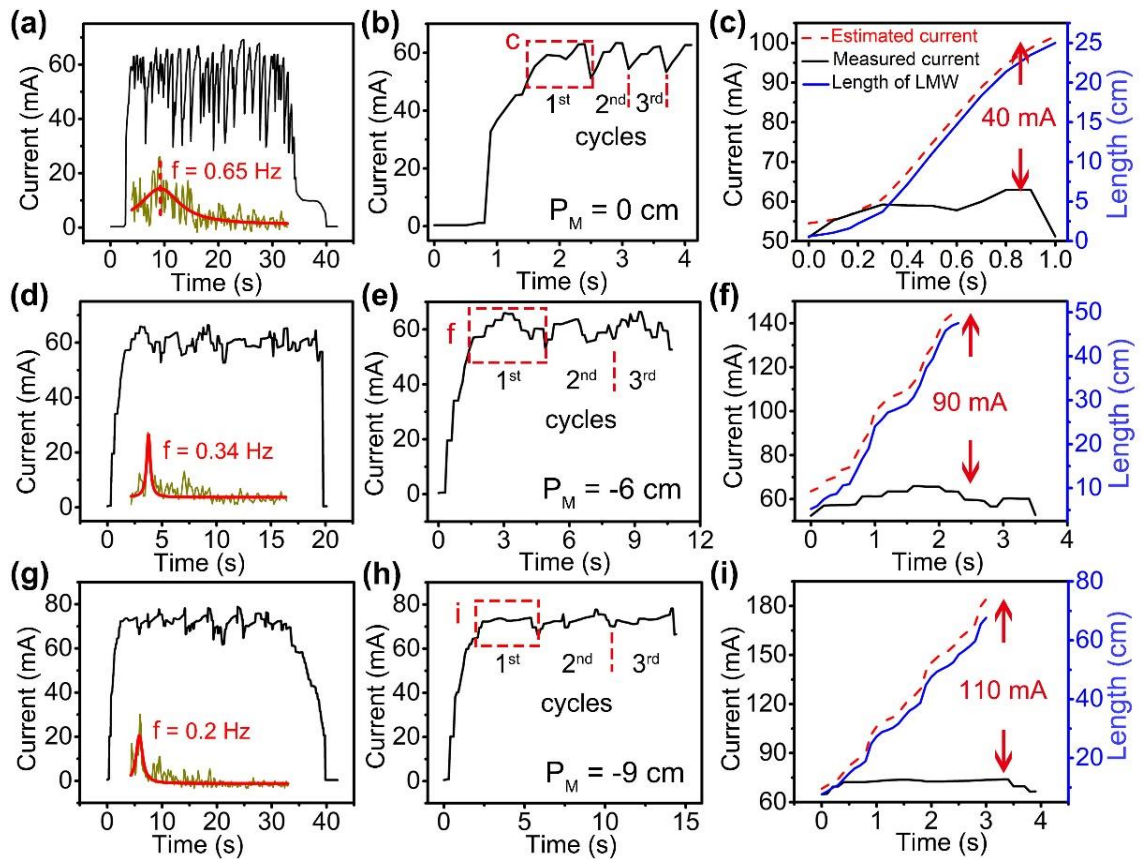 (a)
Current (mA)
80
60
40
20
0
f = 0.65 Hz
0 10 20 30 40
Time (s)
(b)
Current (mA)
80
60
40
20
0
c
1st 2nd 3rd
cycles
PM = 0 cm
0 1 2 3 4
Time (s)
(c)
Current (mA)
100
90
80
70
60
50
Estimated current
Measured current
Length of LMW
40 mA
25
20
15
10
5
0
Length (cm)
0.0 0.2 0.4 0.6 0.8 1.0
Time (s)
(d)
Current (mA)
80
60
40
20
0
f = 0.34 Hz
0 5 10 15 20
Time (s)
(e)
Current (mA)
80
60
40
20
0
f
1st 2nd 3rd
cycles
PM = -6 cm
0 3 6 9 12
Time (s)
(f)
Current (mA)
140
120
100
80
60
90 mA
50
40
30
20
10
Length (cm)
0 1 2 3 4
Time (s)
(g)
Current (mA)
80
60
40
20
0
f = 0.2 Hz
0 10 20 30 40
Time (s)
(h)
Current (mA)
80
60
40
20
0
i
1st 2nd 3rd
cycles
PM = -9 cm
0 5 10 15
Time (s)
(i)
Current (mA)
180
150
120
90
60
110 mA
80
60
40
20
0
Length (cm)
0 1 2 3 4
Time (s)